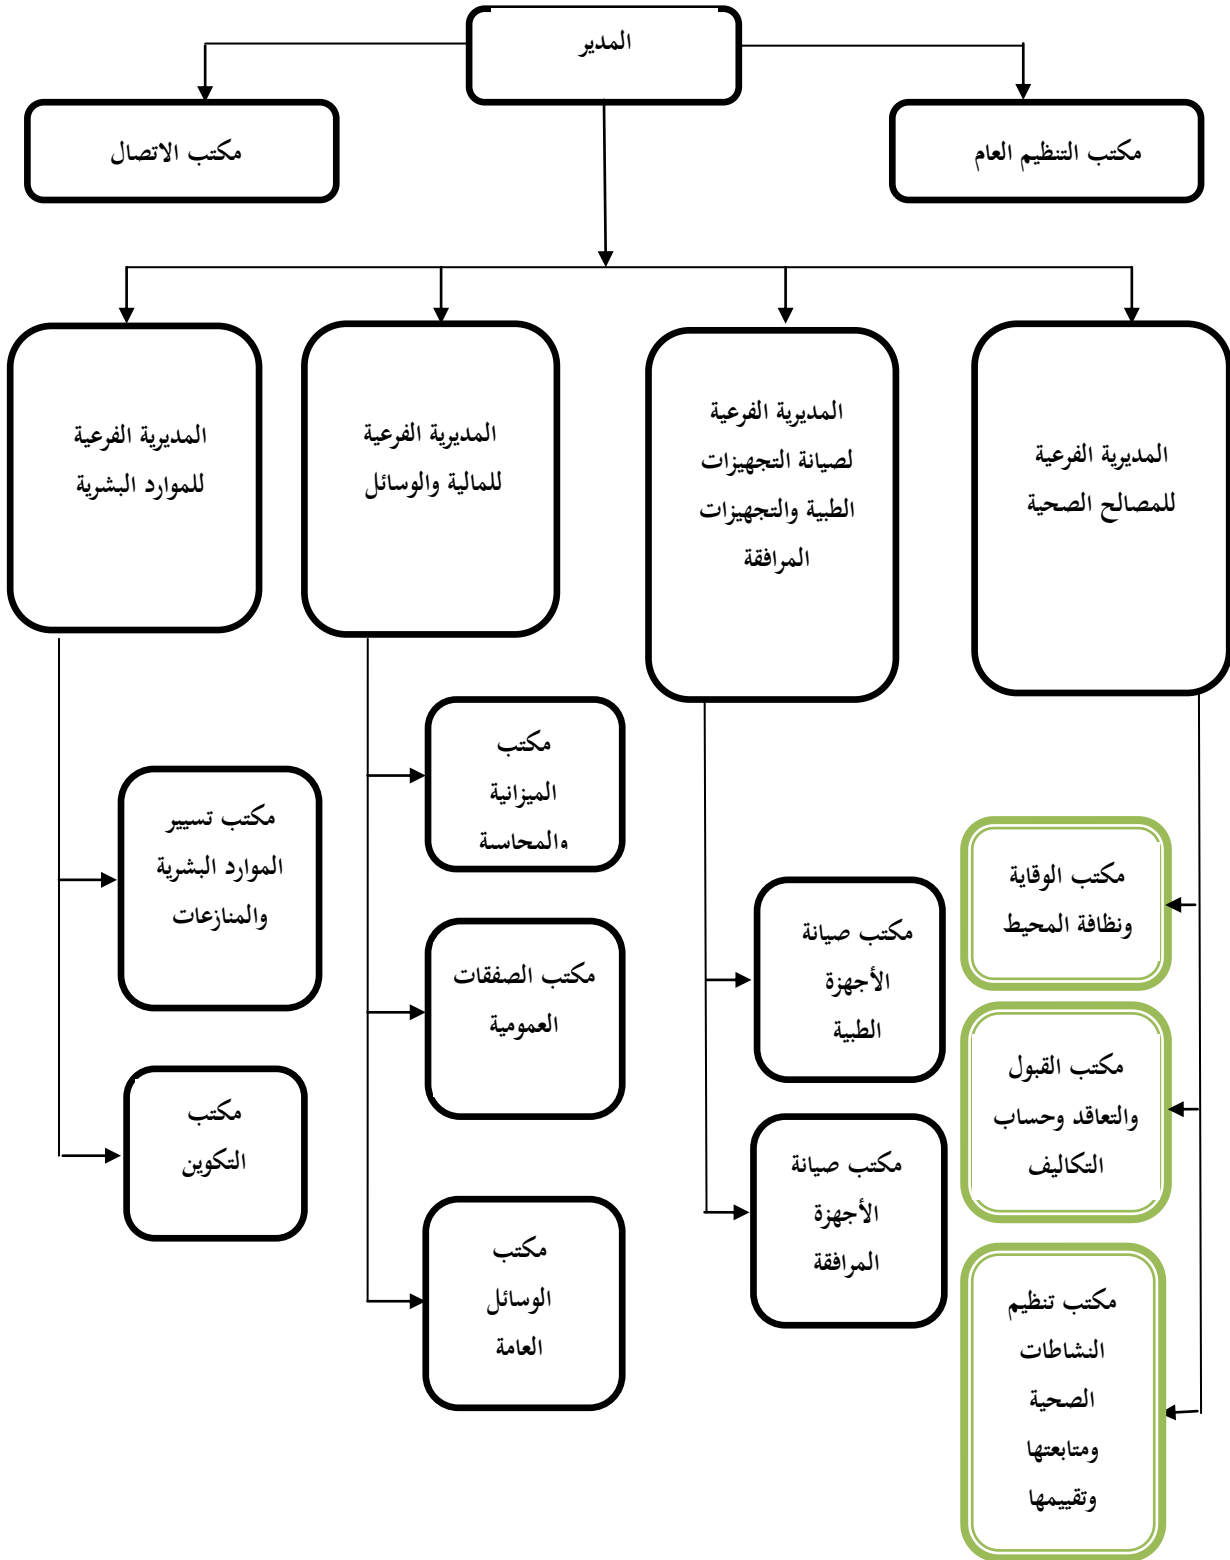 المدير
مكتب التنظيم العام
مكتب الاتصال
المديرية الفرعية
للمصالح الصحية
المديرية الفرعية
لصيانة التجهيزات
الطبية والتجهيزات
المرافقة
المديرية الفرعية
للمالية والوسائل
المديرية الفرعية
للموارد البشرية
مكتب الوقاية
ونظافة المحيط
مكتب القبول
والتعاقد وحساب
التكاليف
مكتب تنظيم
النشاطات
الصحية
ومتابعتها
وتقييمها
مكتب صيانة
الأجهزة
الطبية
مكتب صيانة
الأجهزة
المرافقة
مكتب
الميزانية
والمحاسبة
مكتب الصفقات
العمومية
مكتب
الوسائل
العامة
مكتب تسيير
الموارد البشرية
والمنازعات
مكتب
التكوين